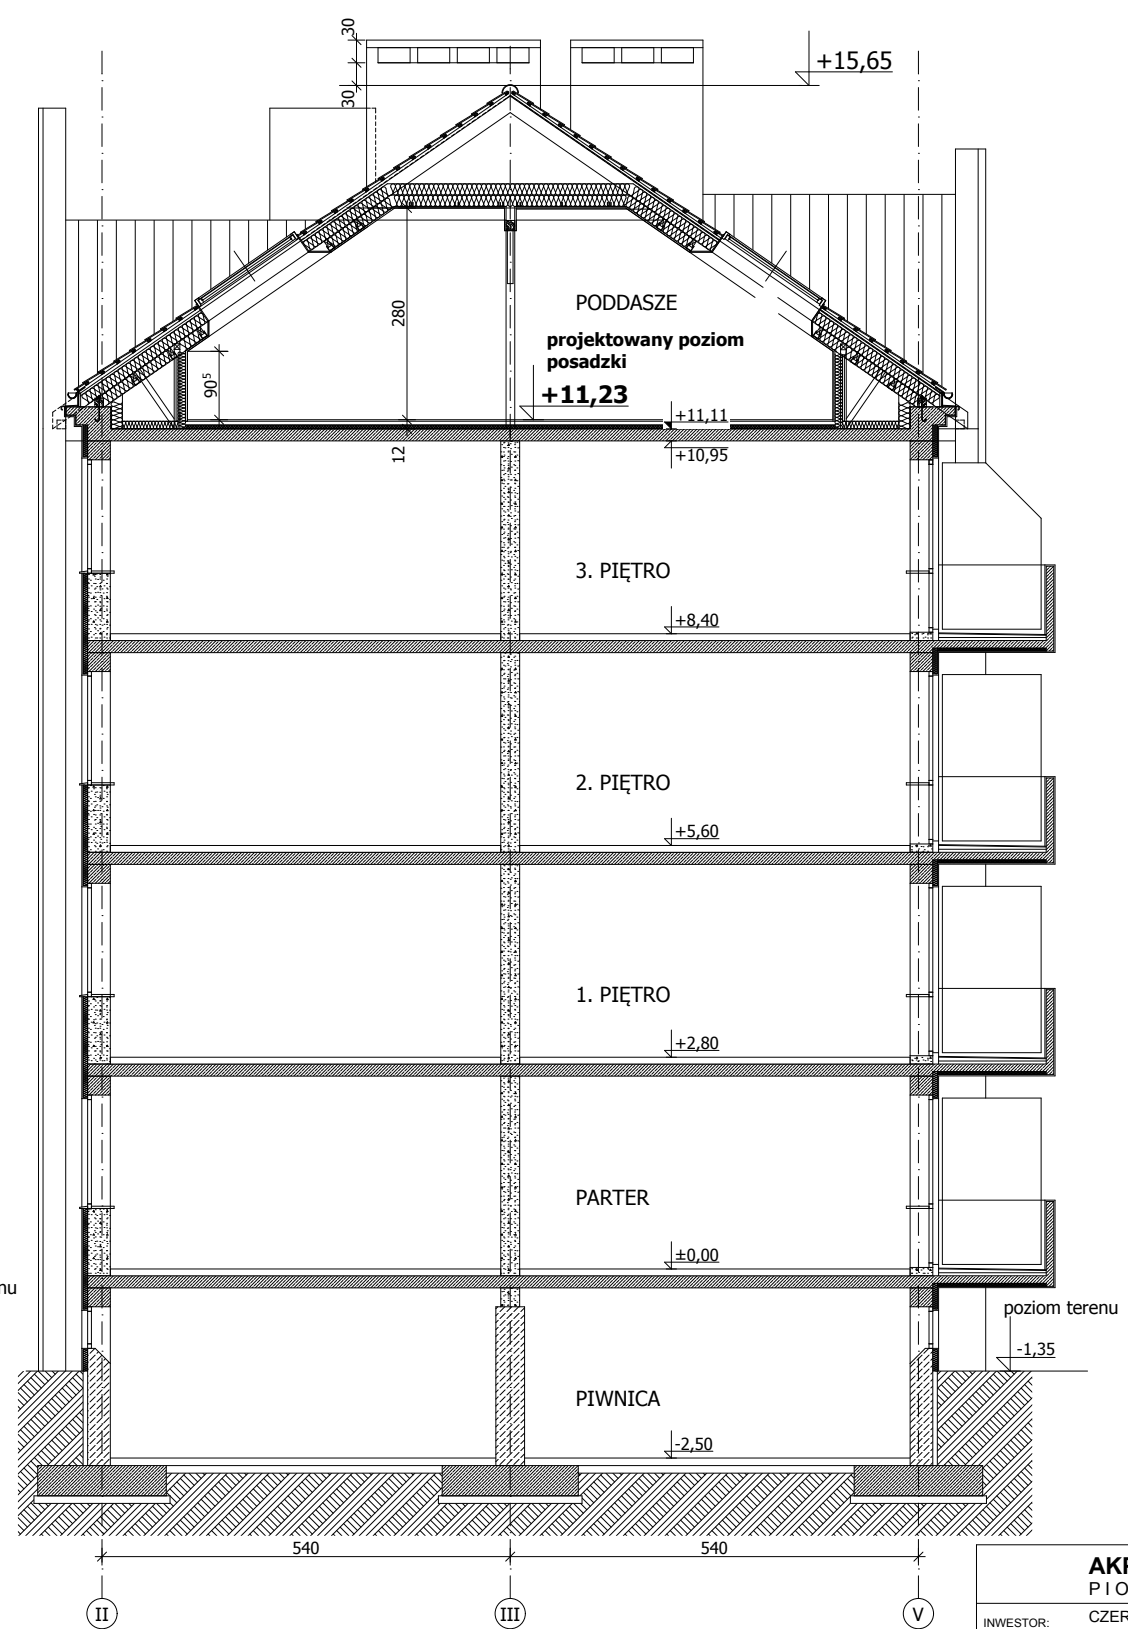 30
30
+15,65
PODDASZE
280
projektowany poziom
posadzki
90⁵
+11,23
+11,11
12
+10,95
3. PIĘTRO
+8,40
2. PIĘTRO
+5,60
1. PIĘTRO
+2,80
PARTER
±0,00
poziom terenu
-1,35
PIWNICA
-2,50
540
540
II
III
V
INWESTOR: